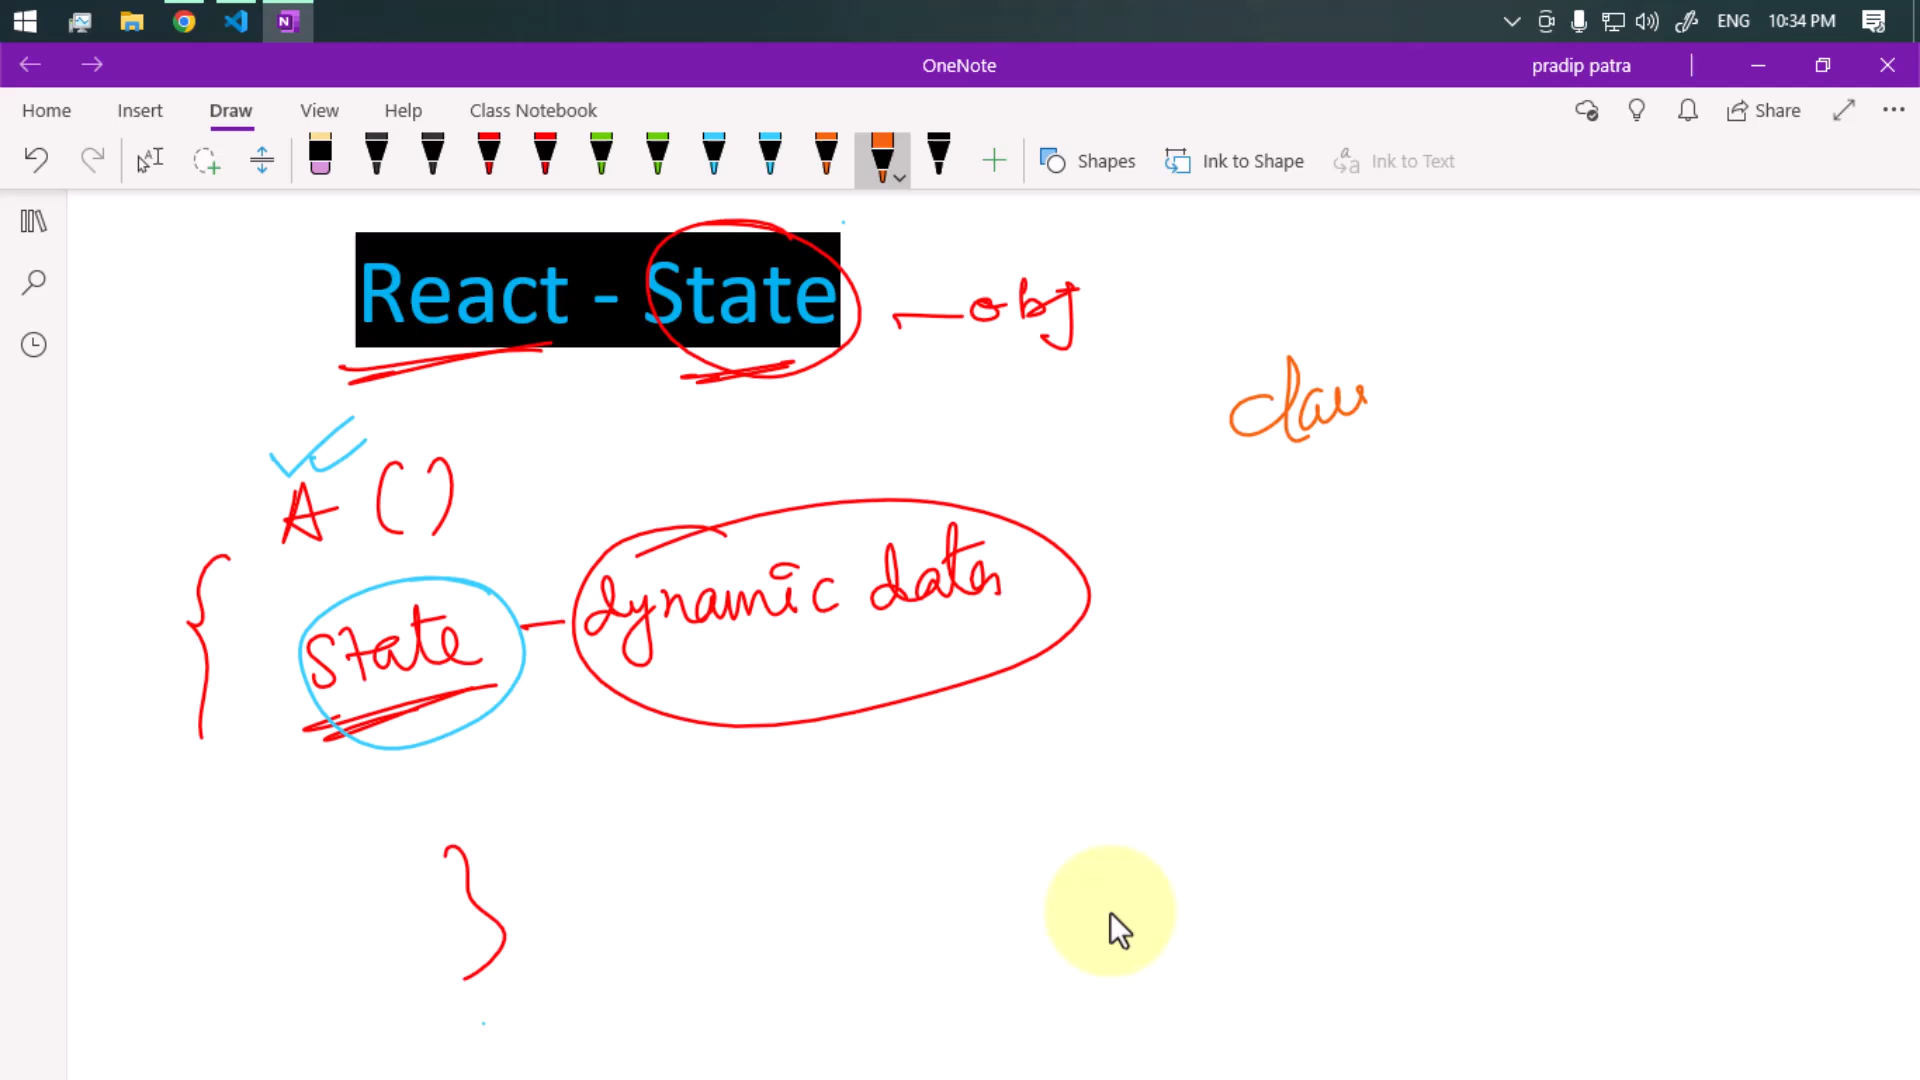 ENG 10:34 PM
OneNote
pradip patra
Home Insert Draw View Help Class Notebook
Share
Shapes Ink to Shape Ink to Text
React - State
obj
A ( )
{
State - dynamic data
}